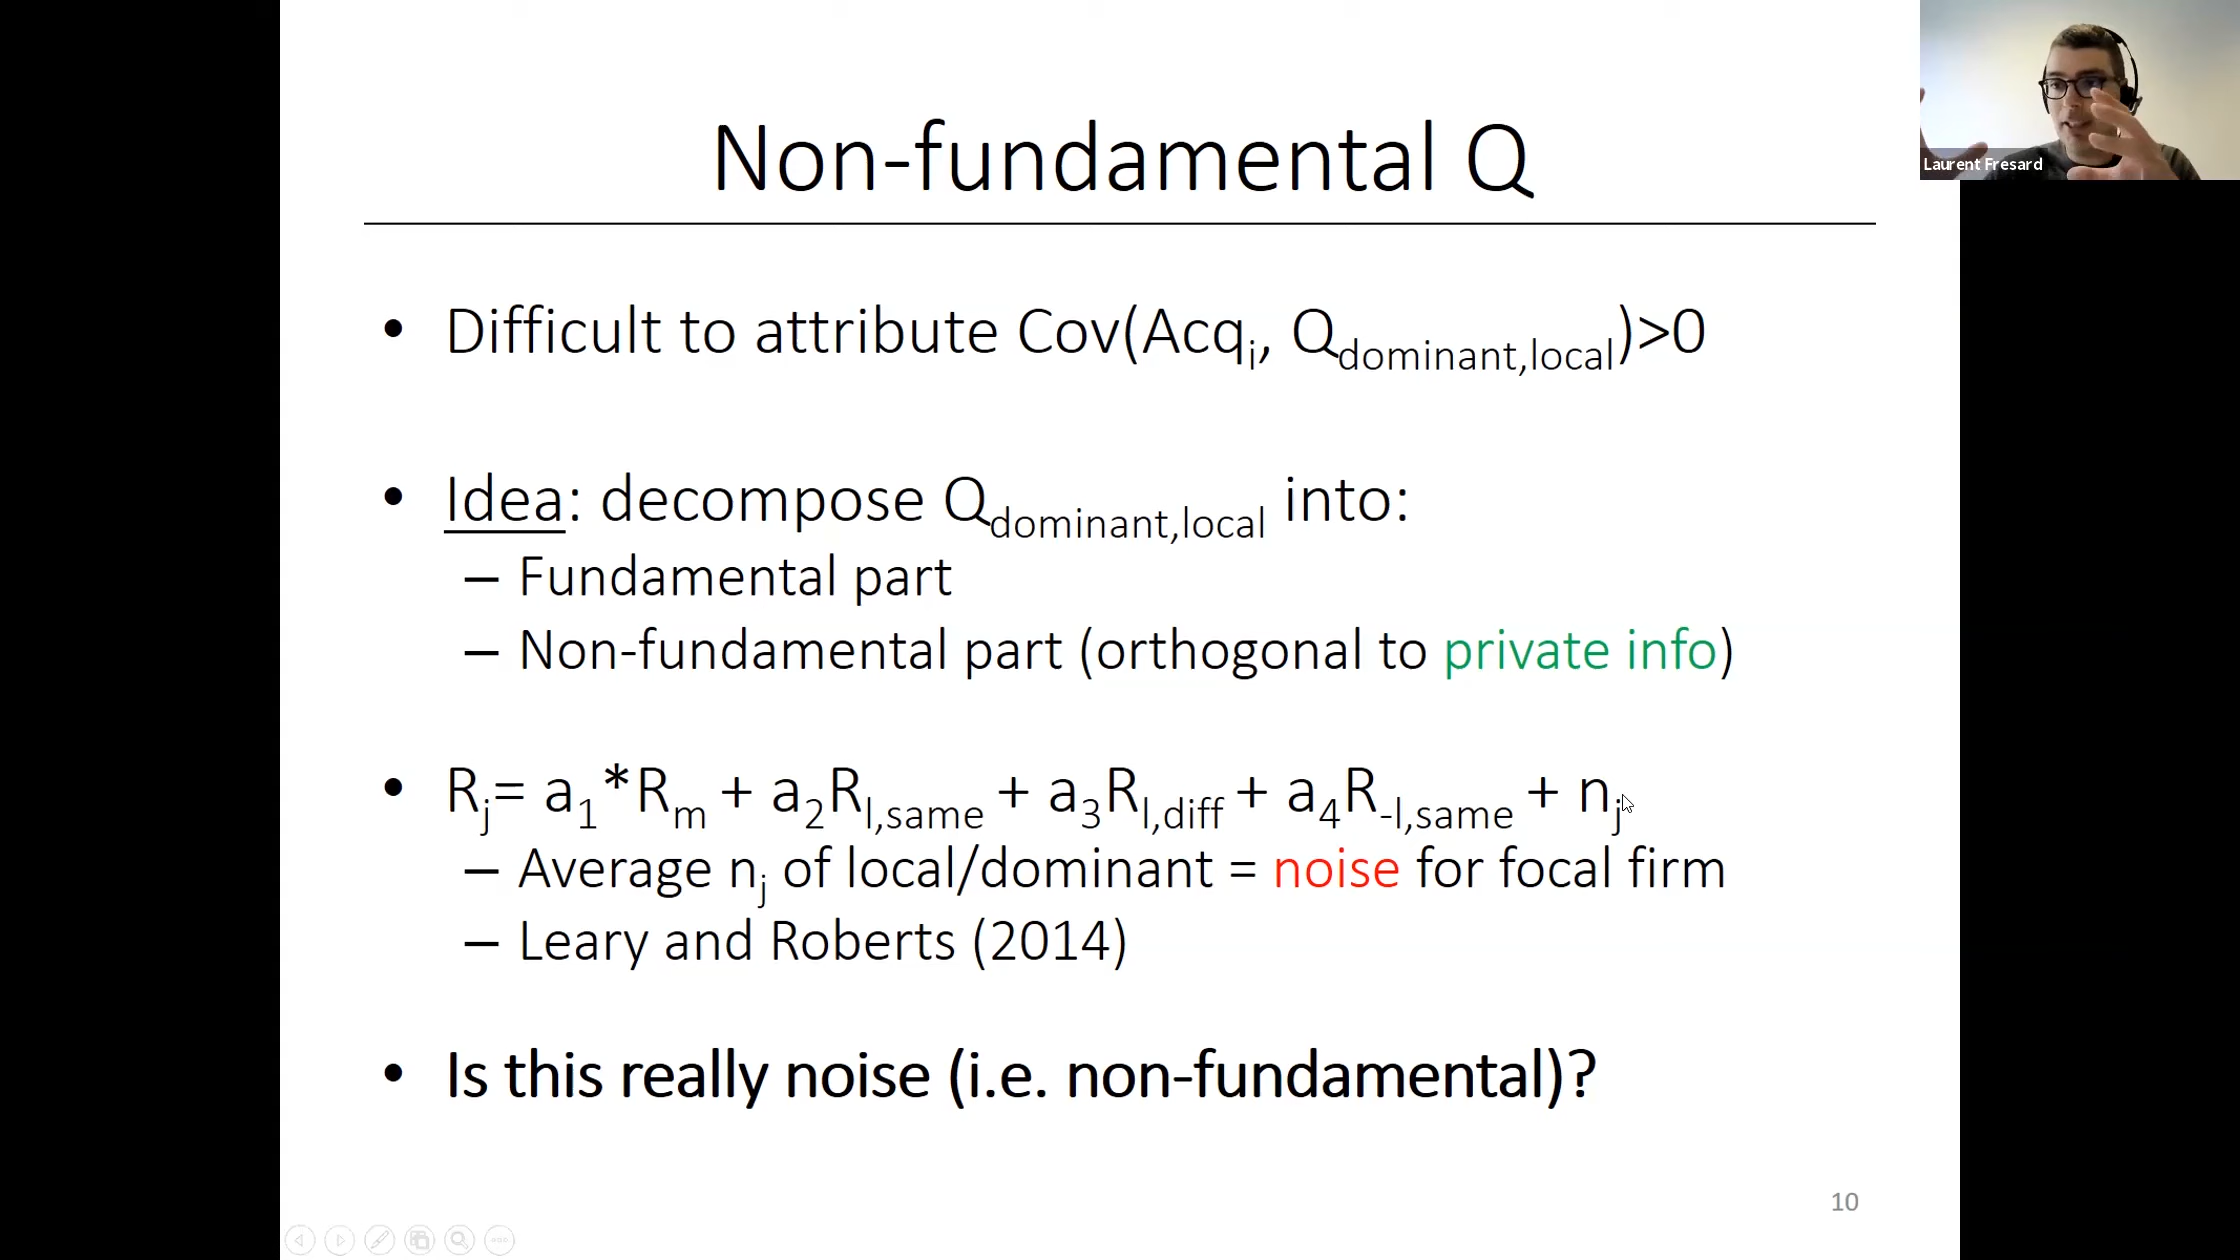 Non-fundamental Q
Laurent Fresard
• Difficult to attribute Cov(Acqi, Qdominant,local)>0
• Idea: decompose Qdominant,local into:
– Fundamental part
– Non-fundamental part (orthogonal to private info)
• Rj= a1*Rm + a2Rl,same + a3Rl,diff + a4R-l,same + nj
– Average nj of local/dominant = noise for focal firm
– Leary and Roberts (2014)
• Is this really noise (i.e. non-fundamental)?
10